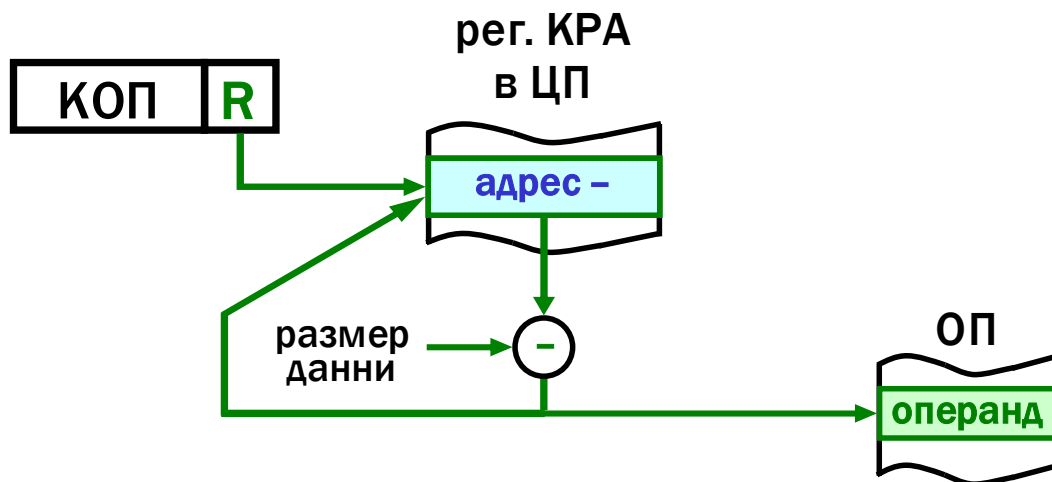 рег. КРА
в ЦП
КОП R
адрес –
размер
данни
–
ОП
операнд